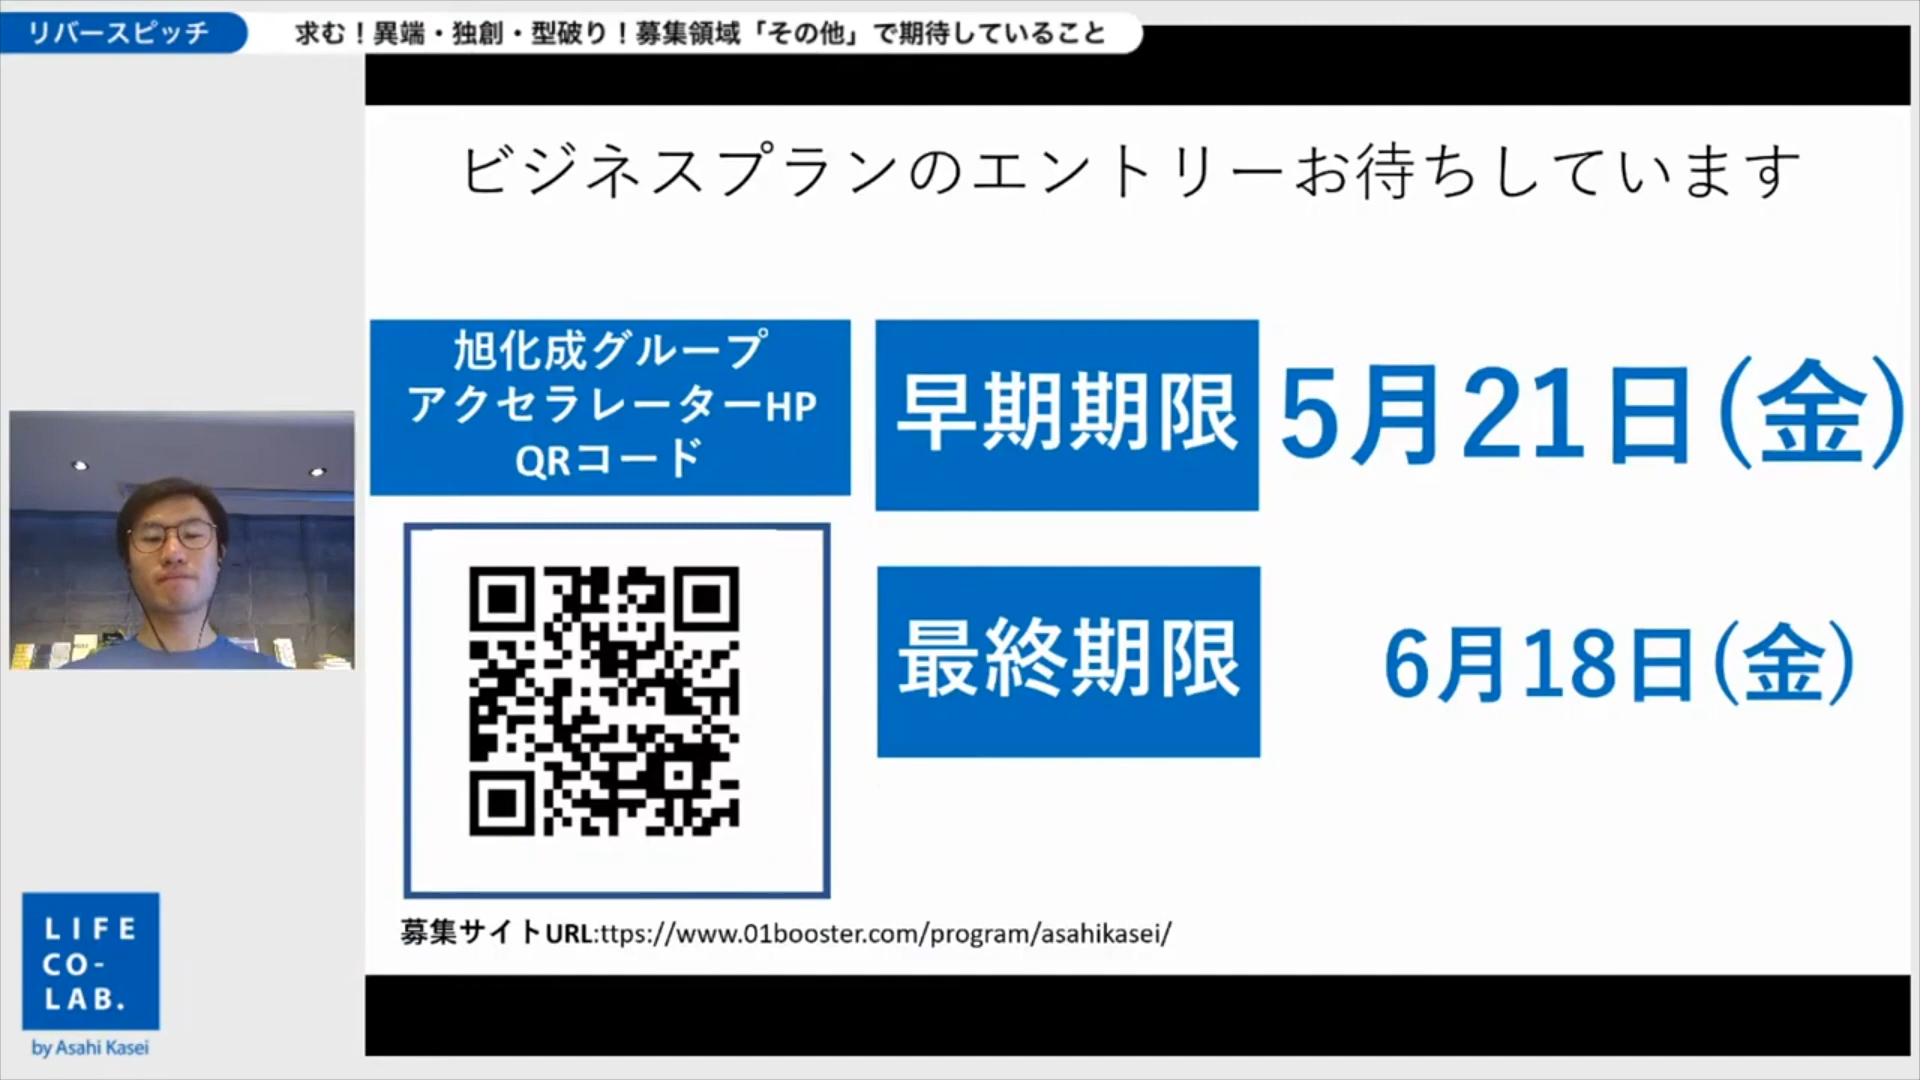 リバースピッチ
求む！異端・独創・型破り！募集領域「その他」で期待していること
ビジネスプランのエントリーお待ちしています
旭化成グループ
アクセラレーターHP
QRコード
早期期限
5月21日(金)
最終期限
6月18日(金)
募集サイトURL:ttps://www.01booster.com/program/asahikasei/
LIFE
CO-
LAB.
by Asahi Kasei